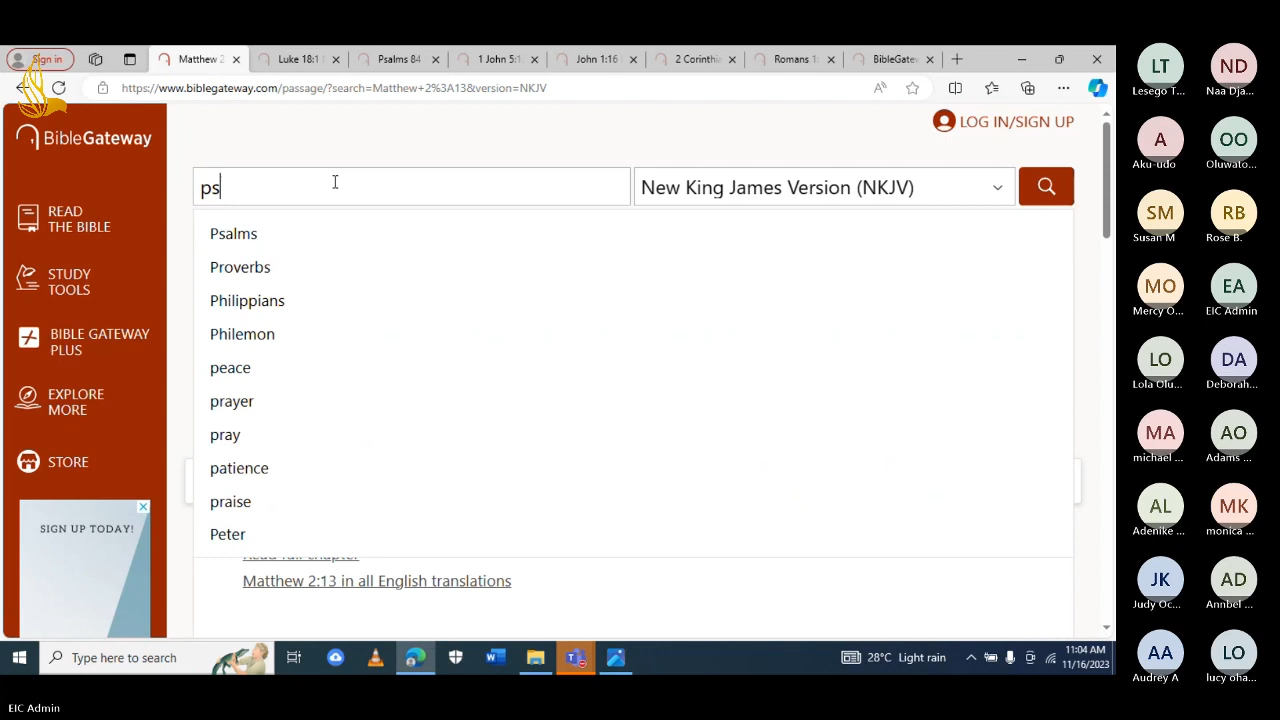 Sign in
Matthew 2
Luke 18:1
Psalms 84
1 John 5:1
John 1:16
2 Corinthi
Romans 1
BibleGatew
https://www.biblegateway.com/passage/?search=Matthew+2%3A13&version=NKJV
BibleGateway
LOG IN/SIGN UP
ps
New King James Version (NKJV)
READ
THE BIBLE
STUDY
TOOLS
BIBLE GATEWAY
PLUS
EXPLORE
MORE
STORE
SIGN UP TODAY!
Psalms
Proverbs
Philippians
Philemon
peace
prayer
pray
patience
praise
Peter
Read full chapter
Matthew 2:13 in all English translations
Type here to search
28°C Light rain
11:04 AM
11/16/2023
EIC Admin
LT
Lesego T...
ND
Naa Dja...
A
Aku-udo
OO
Oluwato...
SM
Susan M
RB
Rose B.
MO
Mercy O...
EA
EIC Admin
LO
Lola Olu...
DA
Deborah...
MA
michael ...
AO
Adams ...
AL
Adenike ...
MK
monica ...
JK
Judy Oc...
AD
Annbel ...
AA
Audrey A
LO
lucy oha...